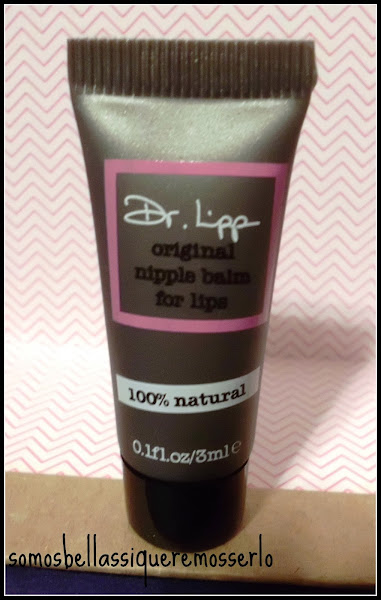 Dr. Lipp
original
nipple balm
for lips
100% natural
0.1fl.oz/3ml℮
somosbellassiqueremosserlo